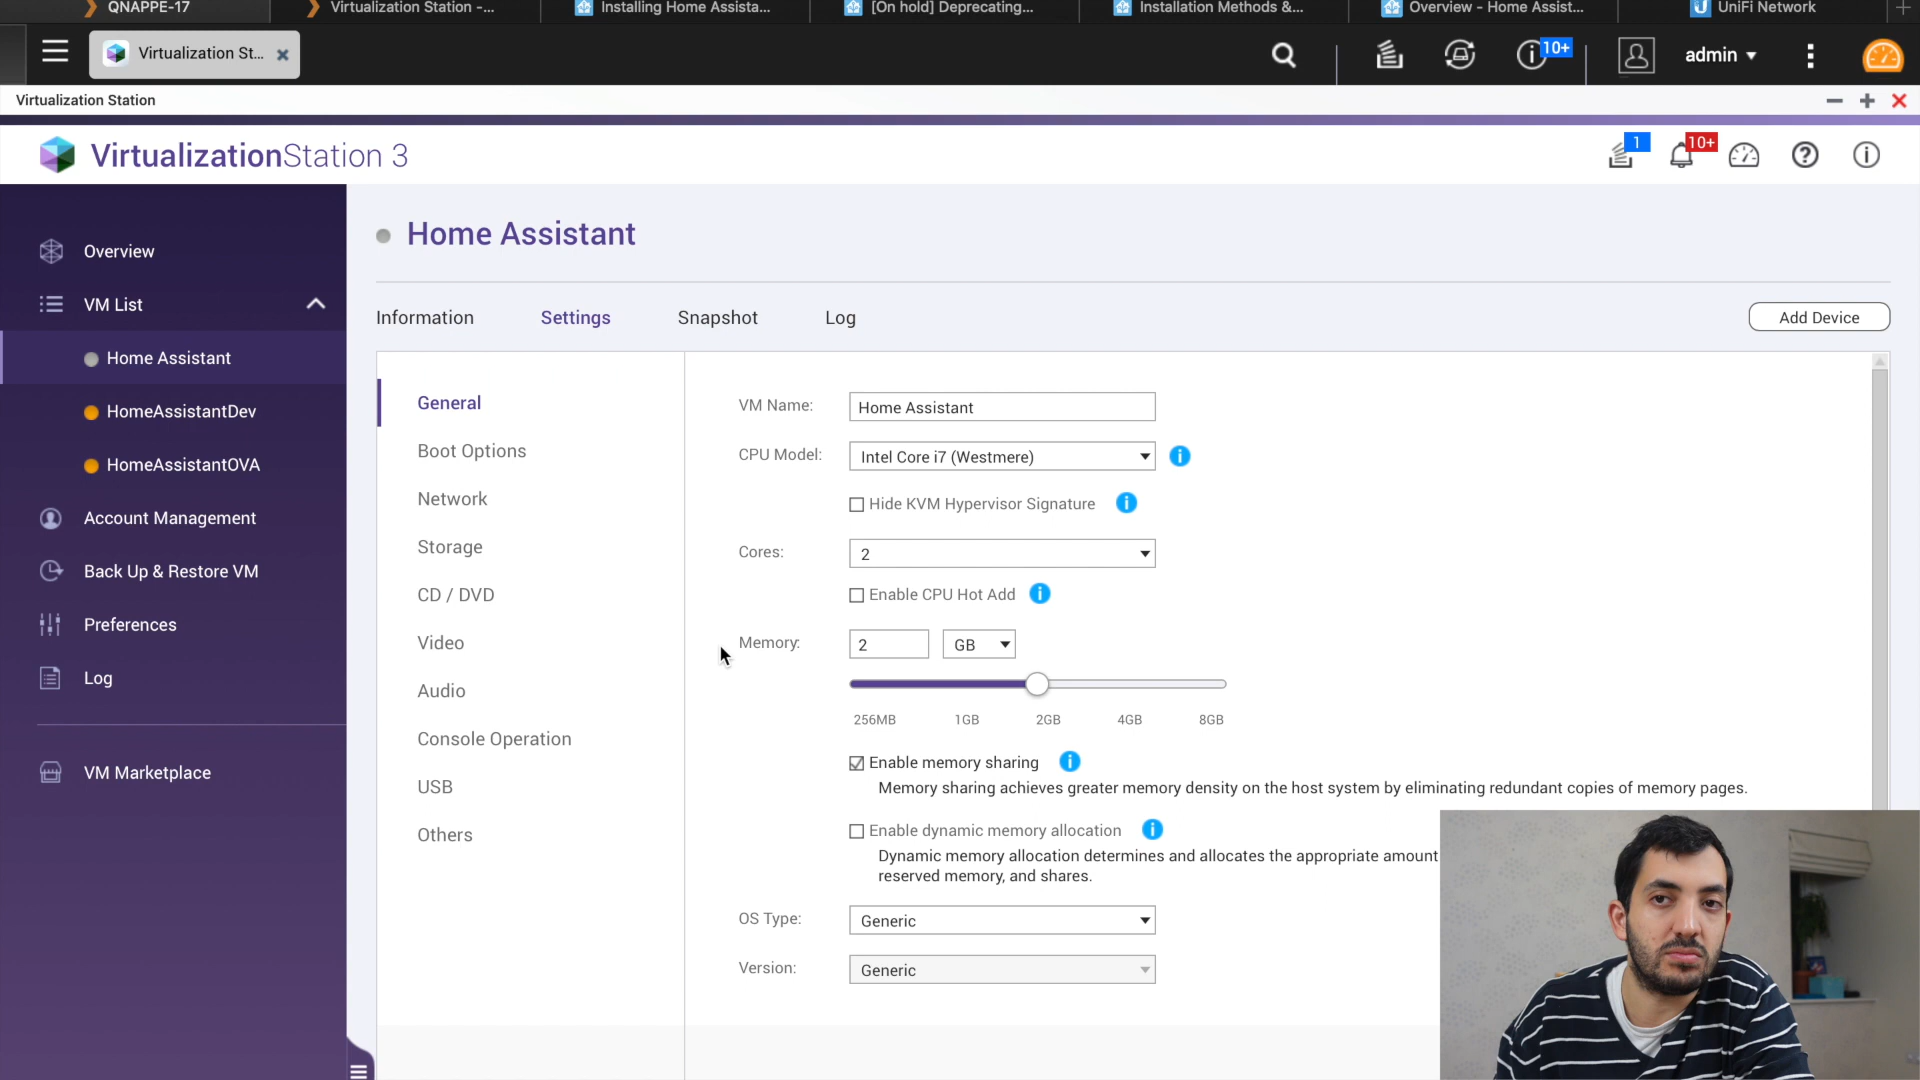 QNAPPE-17
Virtualization Station -...
Installing Home Assista...
[On hold] Deprecating...
Installation Methods &...
Overview - Home Assist...
UniFi Network
Virtualization St...
10+
admin
Virtualization Station
VirtualizationStation 3
1
10+
Overview
VM List
Home Assistant
HomeAssistantDev
HomeAssistantOVA
Account Management
Back Up & Restore VM
Preferences
Log
VM Marketplace
Home Assistant
Information
Settings
Snapshot
Log
Add Device
General
Boot Options
Network
Storage
CD / DVD
Video
Audio
Console Operation
USB
Others
VM Name:
Home Assistant
CPU Model:
Intel Core i7 (Westmere)
Hide KVM Hypervisor Signature
Cores:
2
Enable CPU Hot Add
Memory:
2
GB
256MB
1GB
2GB
4GB
8GB
Enable memory sharing
Memory sharing achieves greater memory density on the host system by eliminating redundant copies of memory pages.
Enable dynamic memory allocation
Dynamic memory allocation determines and allocates the appropriate amount
reserved memory, and shares.
OS Type:
Generic
Version:
Generic